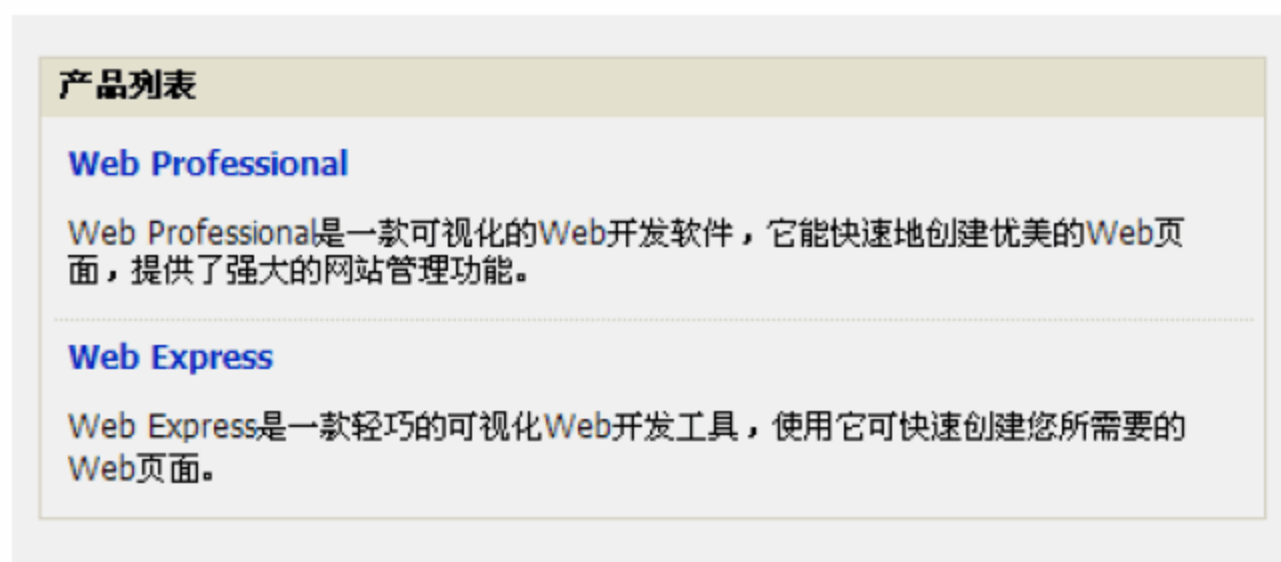 产品列表
Web Professional
Web Professional是一款可视化的Web开发软件，它能快速地创建优美的Web页
面，提供了强大的网站管理功能。
Web Express
Web Express是一款轻巧的可视化Web开发工具，使用它可快速创建您所需要的
Web页面。